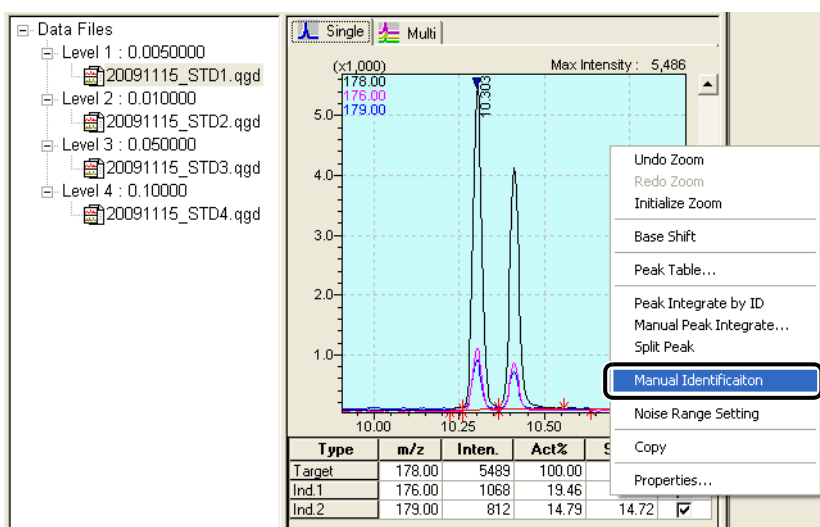 Data Files
Level 1 : 0.0050000
20091115_STD1.qgd
Level 2 : 0.010000
20091115_STD2.qgd
Level 3 : 0.050000
20091115_STD3.qgd
Level 4 : 0.10000
20091115_STD4.qgd
Single Multi
(x1,000) Max Intensity : 5,486
178.00
176.00
179.00
10.303
5.0
4.0
3.0
2.0
1.0
10.00 10.25 10.50
Type m/z Inten. Act%
Target 178.00 5489 100.00
Ind.1 176.00 1068 19.46
Ind.2 179.00 812 14.79 14.72
Undo Zoom
Redo Zoom
Initialize Zoom
Base Shift
Peak Table...
Peak Integrate by ID
Manual Peak Integrate...
Split Peak
Manual Identificaiton
Noise Range Setting
Copy
Properties...